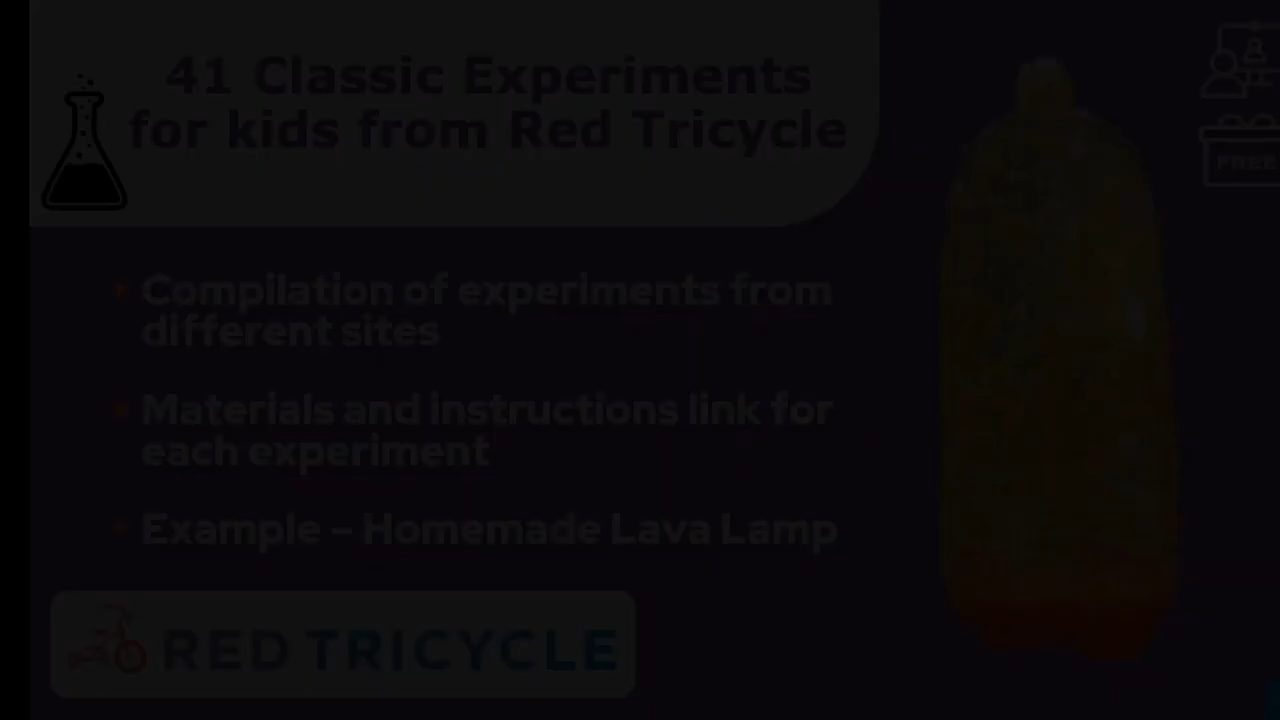 41 Classic Experiments
for kids from Red Tricycle
FREE
• Compilation of experiments from
different sites
• Materials and instructions link for
each experiment
• Example – Homemade Lava Lamp
RED TRICYCLE